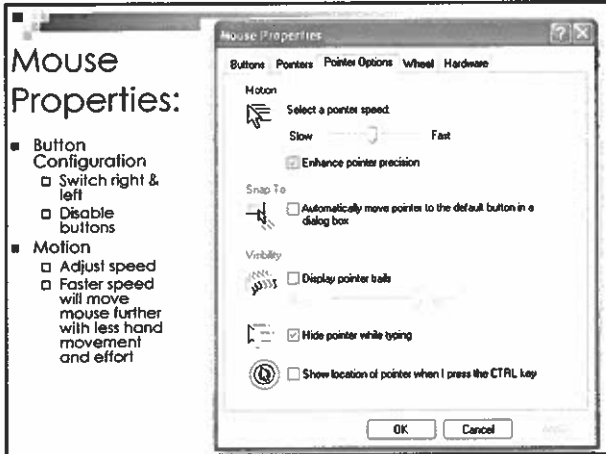 Mouse
Properties:
Button
Configuration
Switch right &
left
Disable
buttons
Motion
Adjust speed
Faster speed
will move
mouse further
with less hand
movement
and effort
Mouse Properties
Buttons Pointers Pointer Options Wheel Hardware
Motion
Select a pointer speed:
Slow Fast
Enhance pointer precision
Snap To
Automatically move pointer to the default button in a
dialog box
Visibility
Display pointer trails
Hide pointer while typing
Show location of pointer when I press the CTRL key
OK Cancel